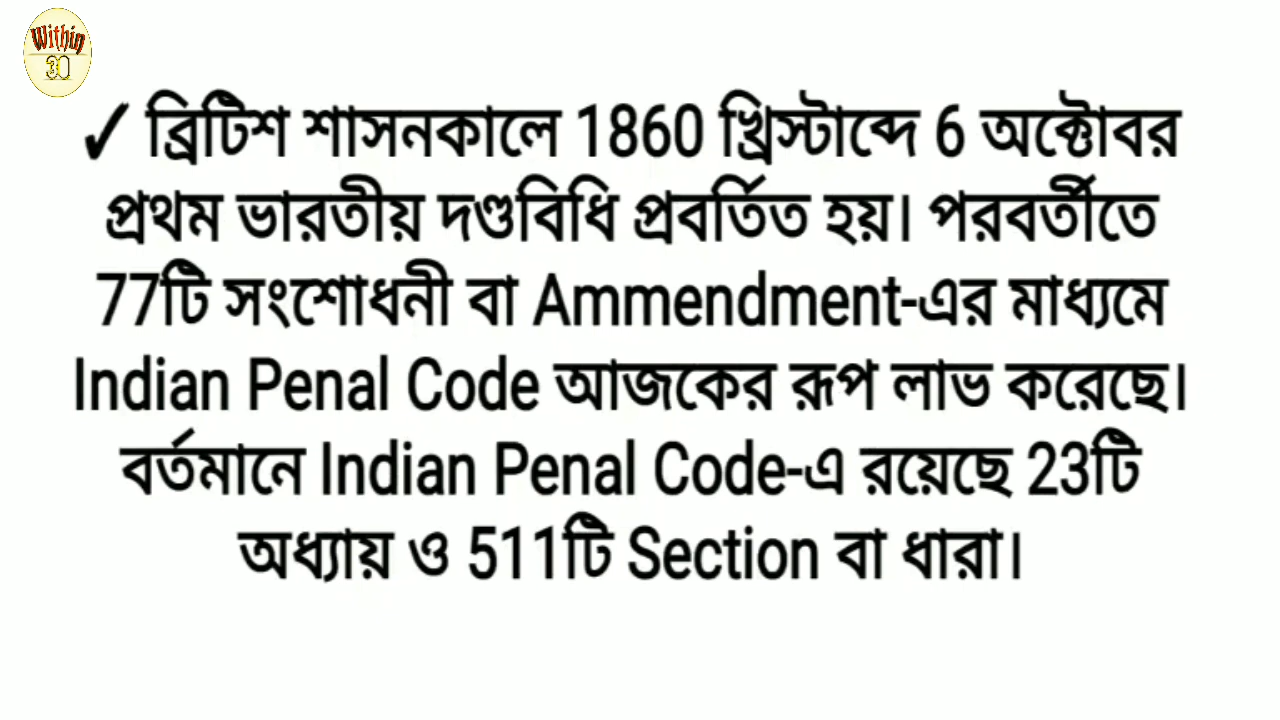 Within
30
✓ ব্রিটিশ শাসনকালে 1860 খ্রিস্টাব্দে 6 অক্টোবর
প্রথম ভারতীয় দণ্ডবিধি প্রবর্তিত হয়। পরবর্তীতে
77টি সংশোধনী বা Ammendment-এর মাধ্যমে
Indian Penal Code আজকের রূপ লাভ করেছে।
বর্তমানে Indian Penal Code-এ রয়েছে 23টি
অধ্যায় ও 511টি Section বা ধারা।